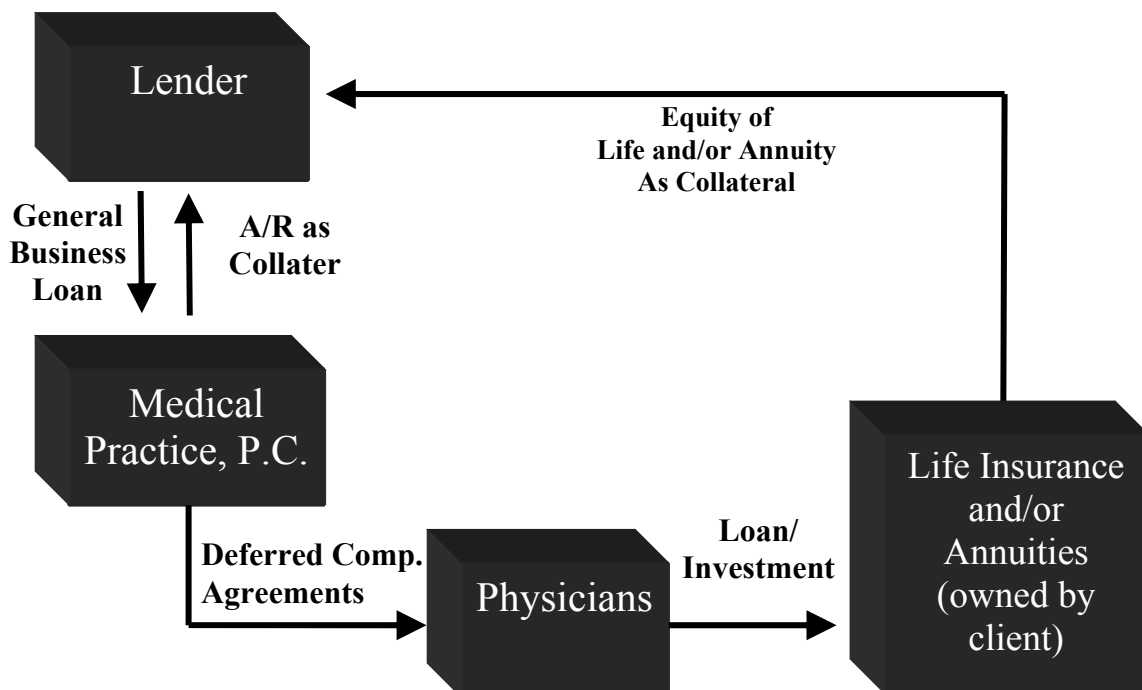 Lender
Equity of
Life and/or Annuity
As Collateral
General
Business
Loan
A/R as
Collater
Medical
Practice, P.C.
Deferred Comp.
Agreements
Physicians
Loan/
Investment
Life Insurance
and/or
Annuities
(owned by
client)